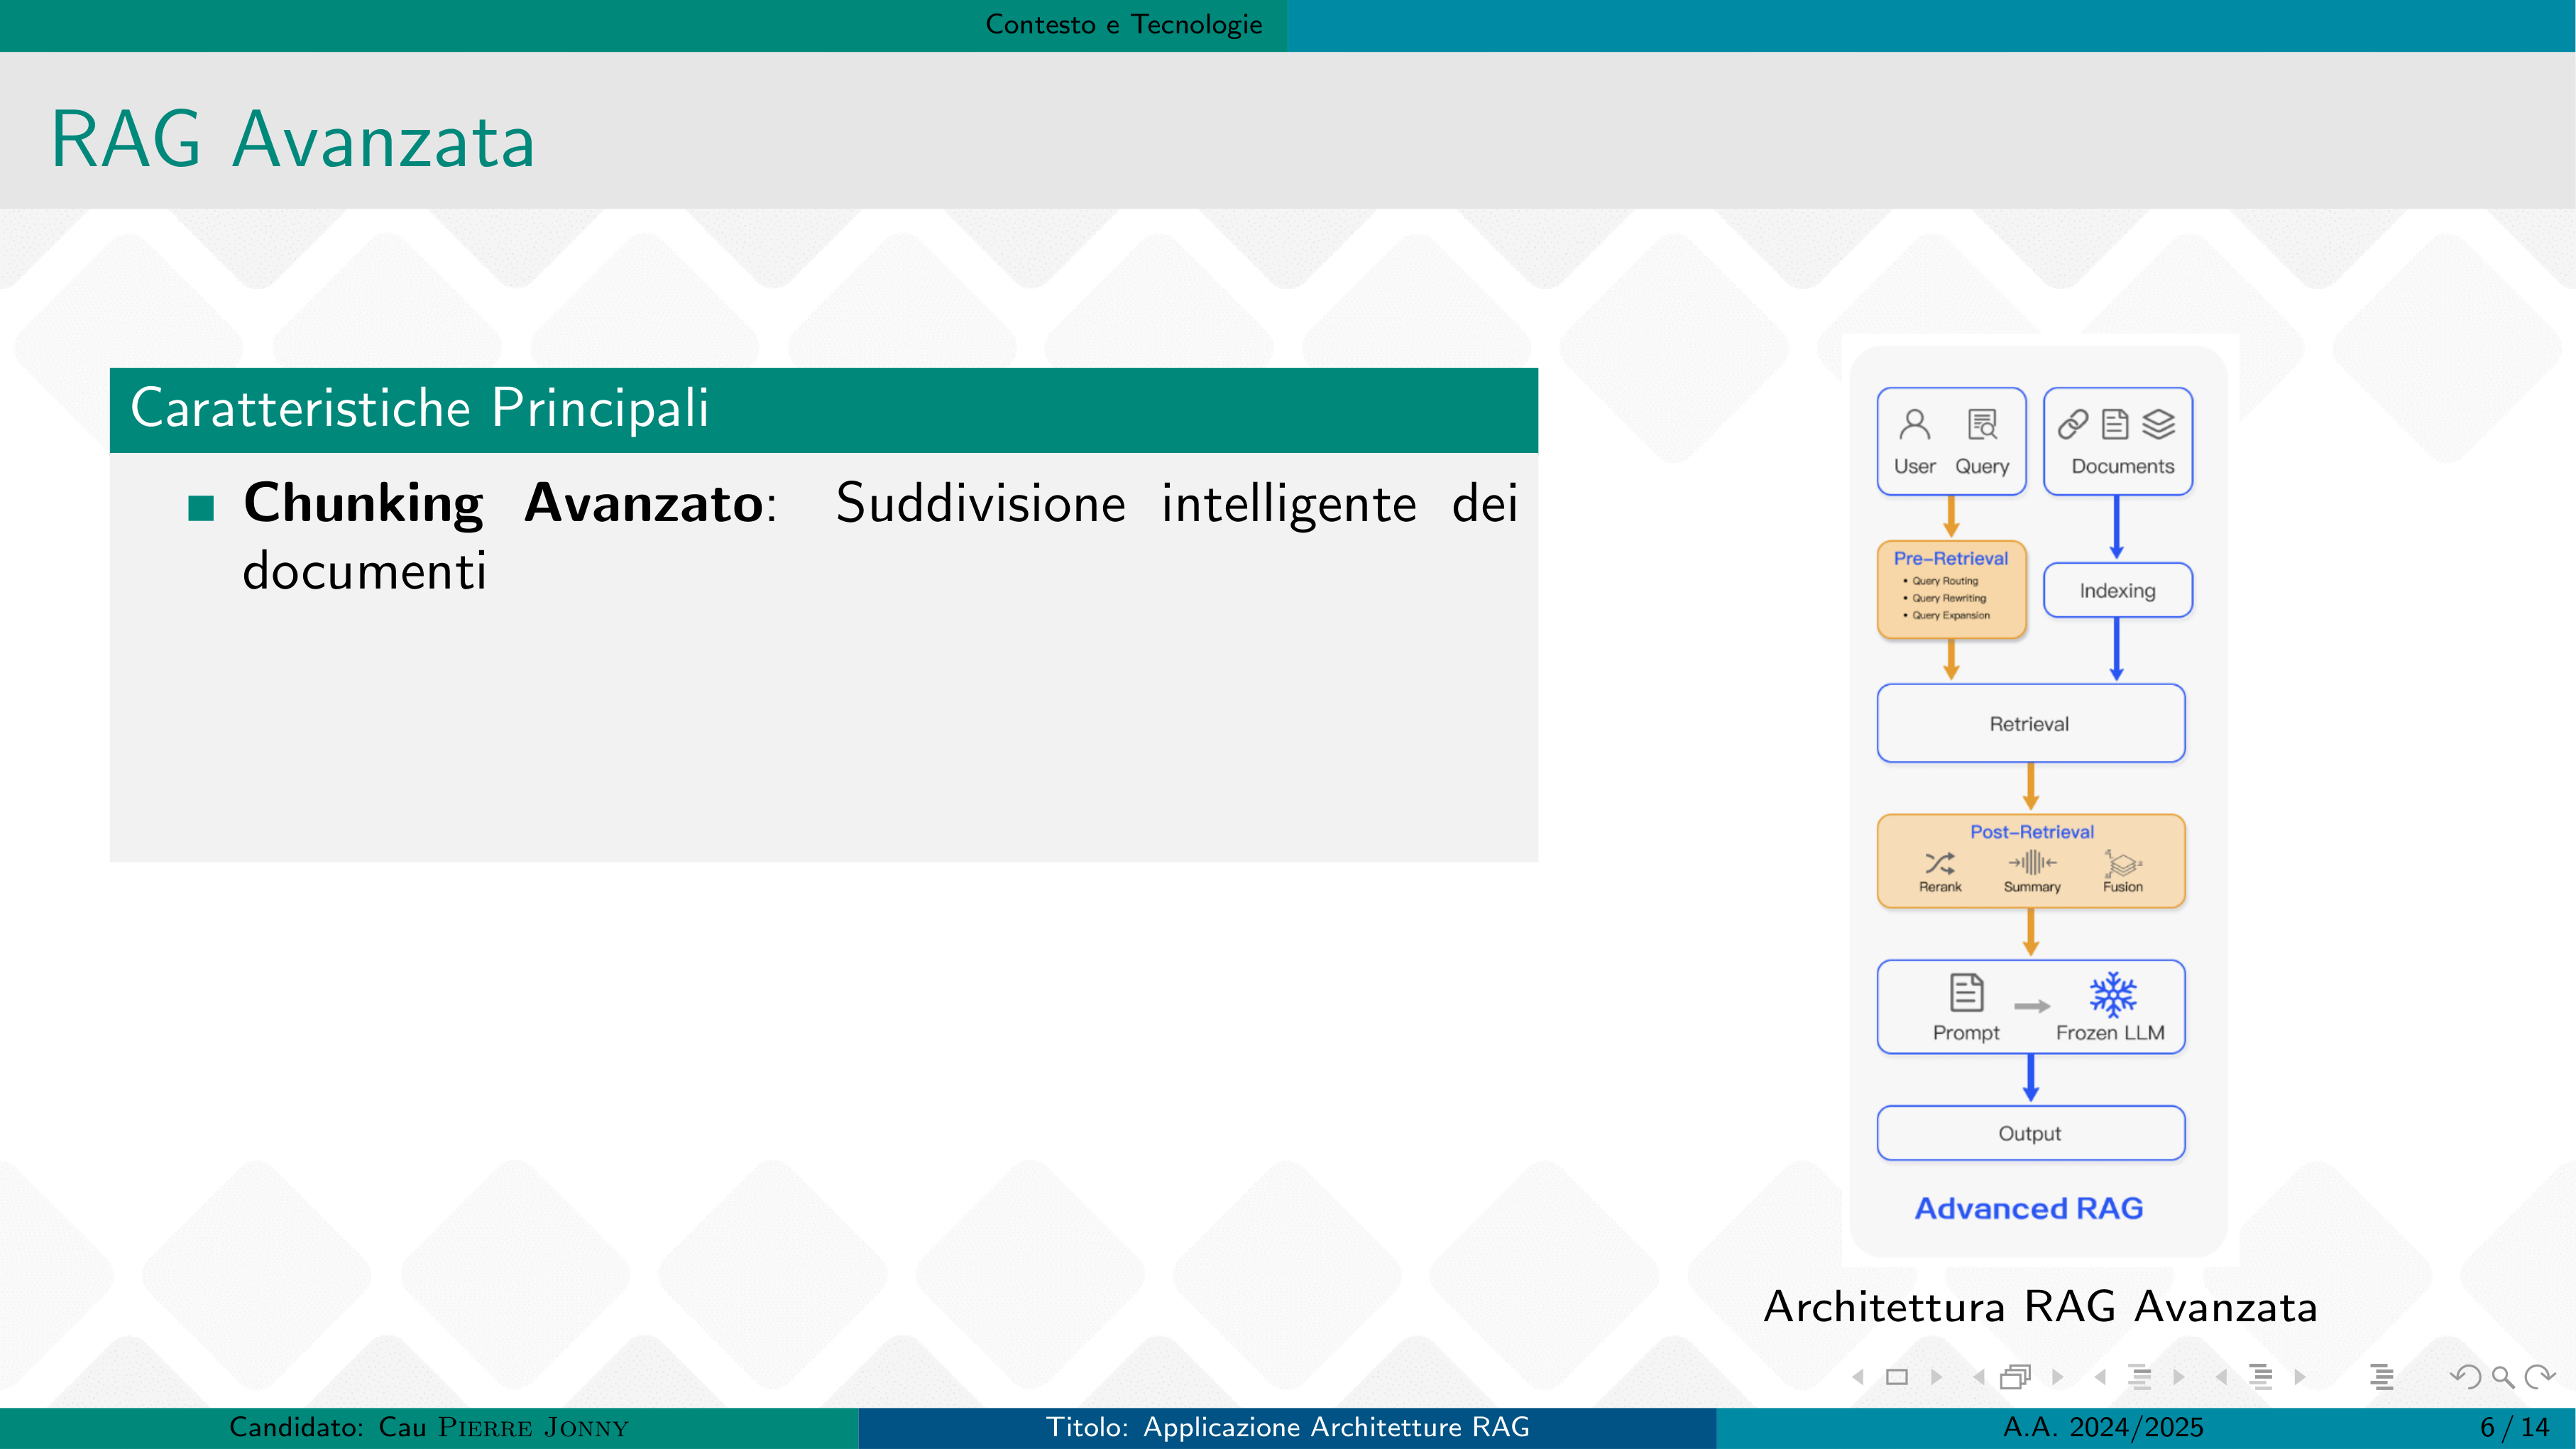 Contesto e Tecnologie
RAG Avanzata
Caratteristiche Principali
Chunking Avanzato: Suddivisione intelligente dei
documenti
User Query
Documents
Pre-Retrieval
• Query Routing
• Query Rewriting
• Query Expansion
Indexing
Retrieval
Post-Retrieval
Rerank Summary Fusion
Prompt Frozen LLM
Output
Advanced RAG
Architettura RAG Avanzata
Candidato: Cau Pierre Jonny Titolo: Applicazione Architetture RAG A.A. 2024/2025 6 / 14